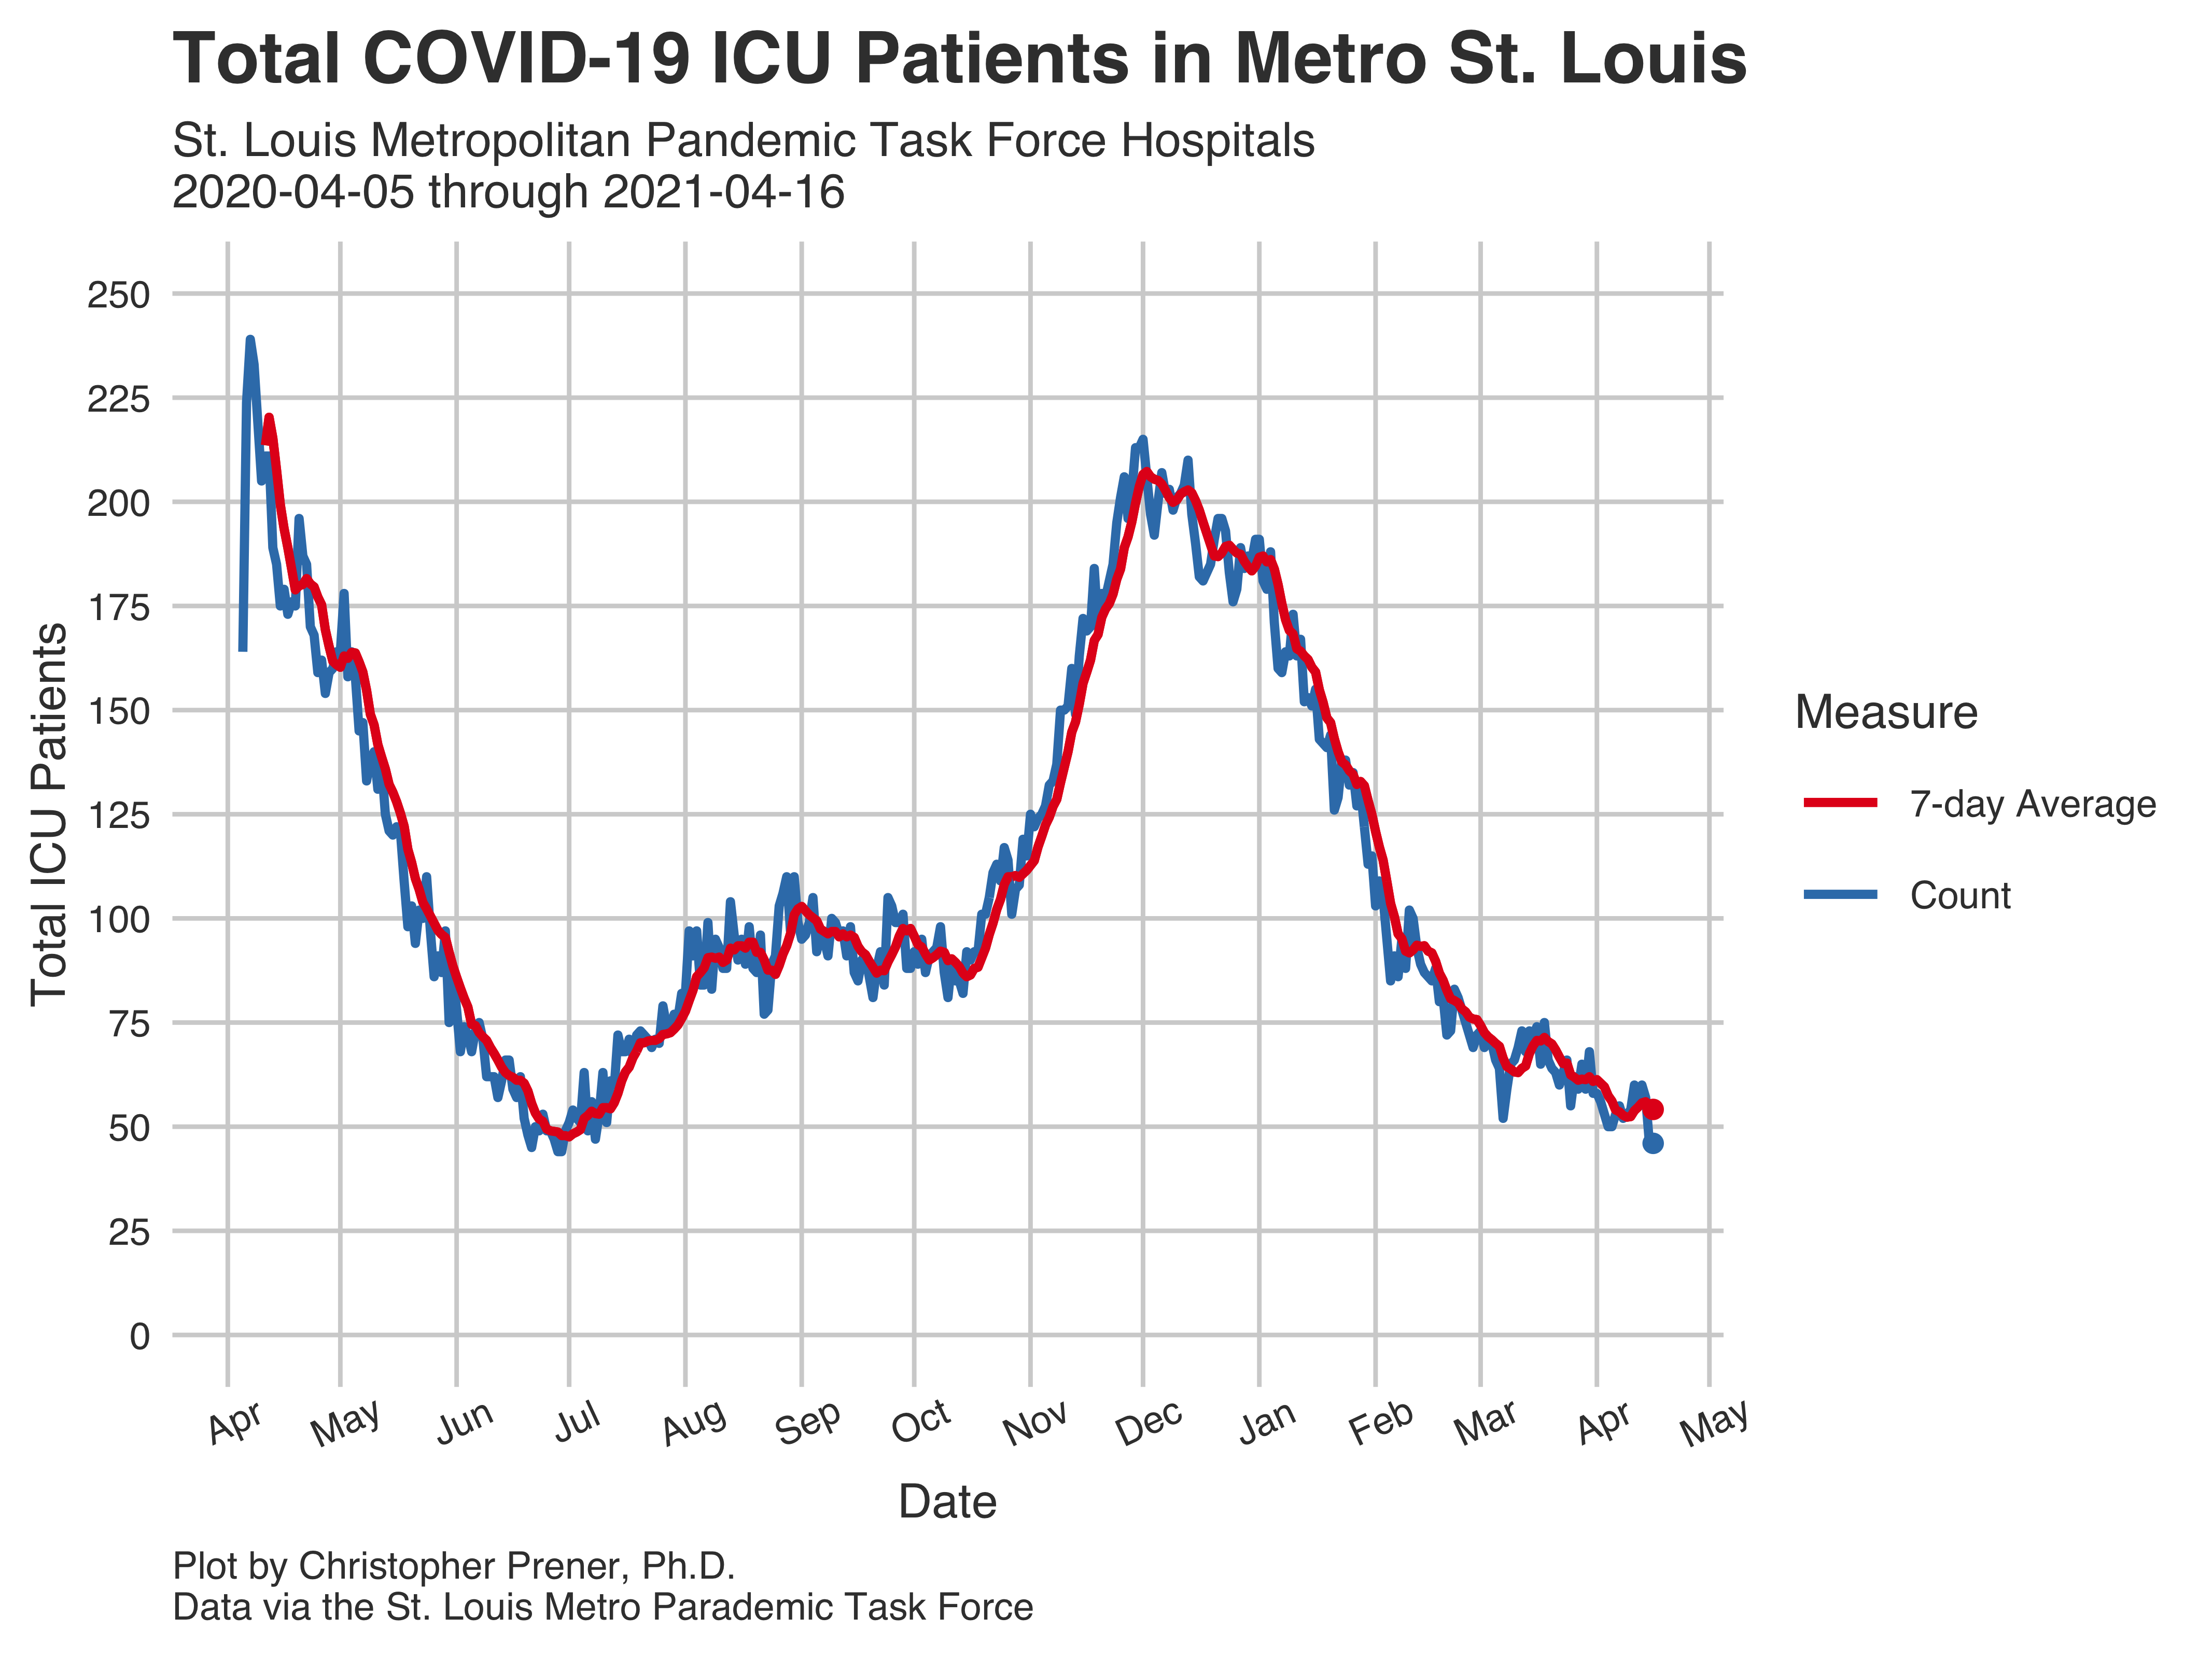 Total COVID-19 ICU Patients in Metro St. Louis
St. Louis Metropolitan Pandemic Task Force Hospitals
2020-04-05 through 2021-04-16
250
225
200
175
150
125
100
75
50
25
0
Total ICU Patients
Apr May Jun Jul Aug Sep Oct Nov Dec Jan Feb Mar Apr May
Date
Measure
7-day Average
Count
Plot by Christopher Prener, Ph.D.
Data via the St. Louis Metro Parademic Task Force